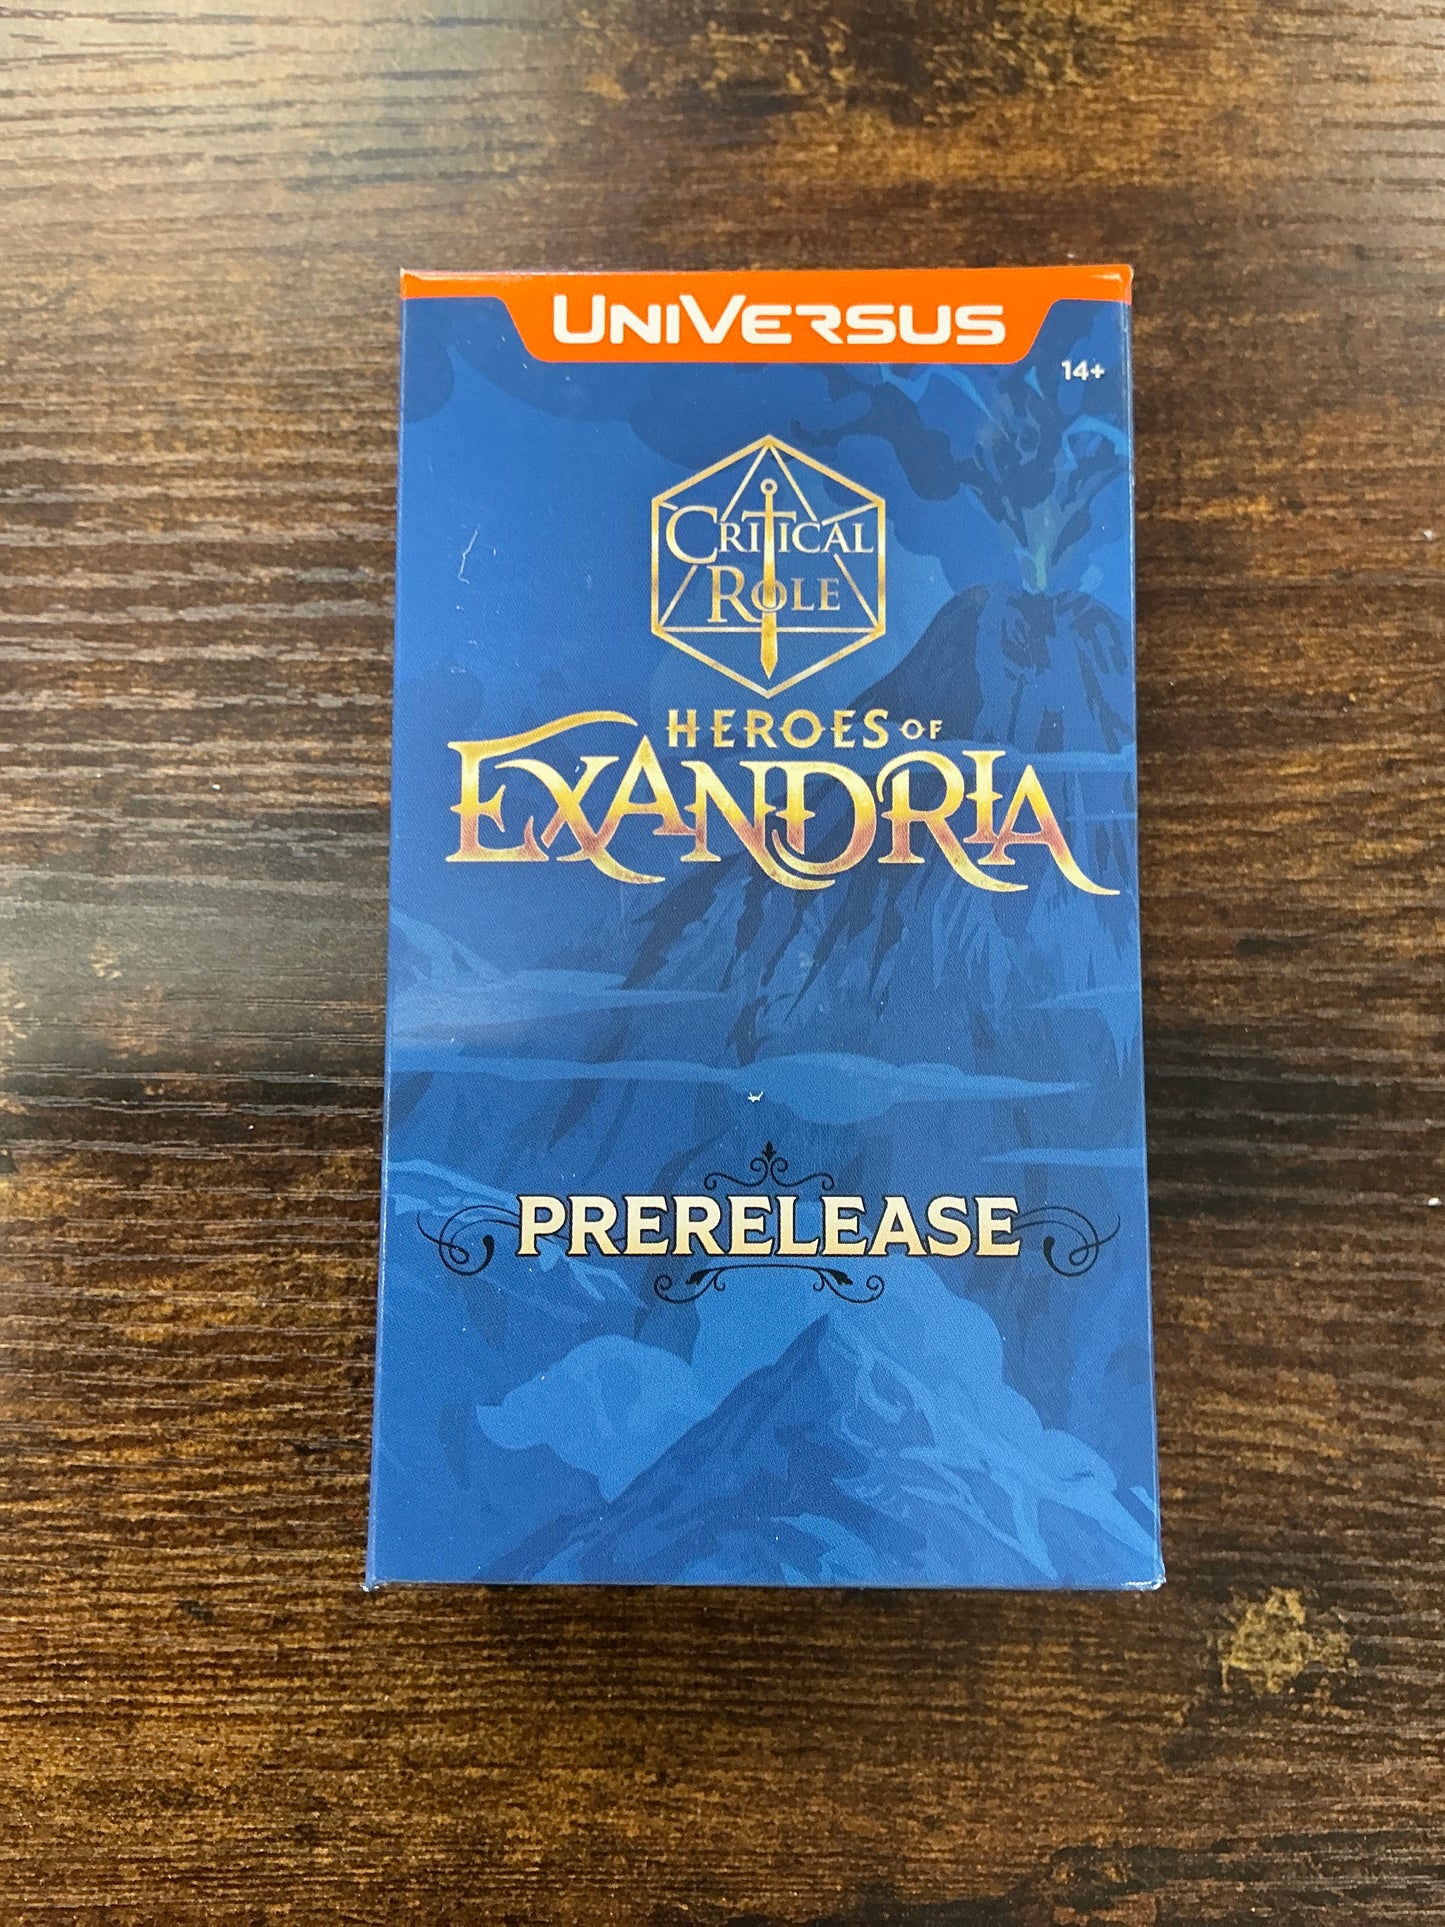 UNIVERSUS
14+
CRITICAL
ROLE
HEROES OF
EXANDRIA
PRERELEASE